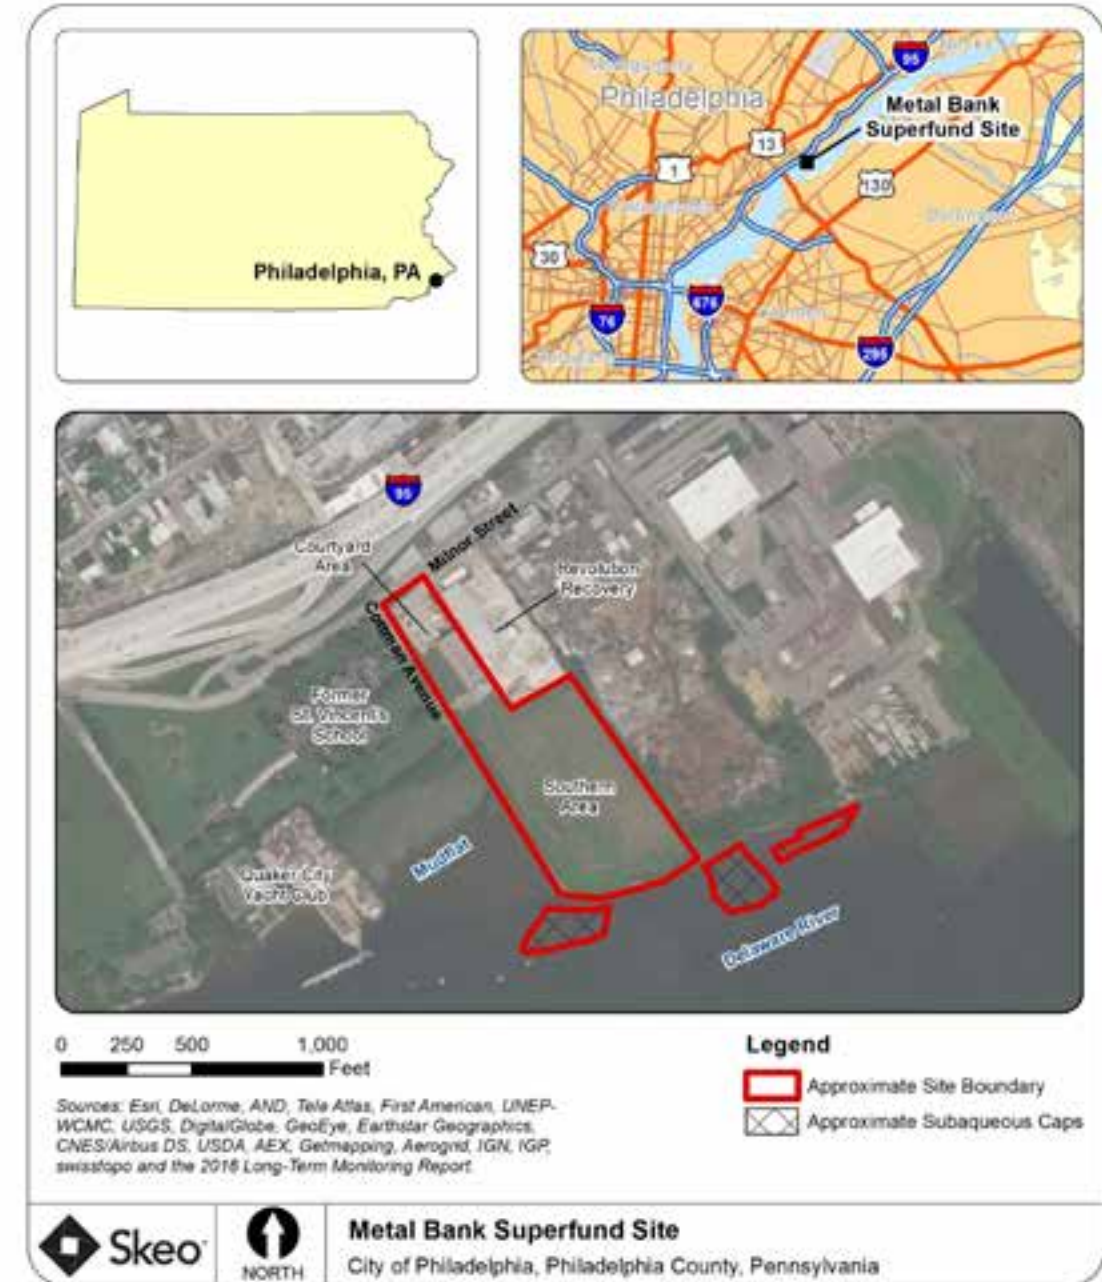 Philadelphia, PA
95
Philadelphia
Metal Bank
Superfund Site
13
1
130
30
76
676
295
95
Milnor Street
Courtyard
Area
Revolution
Recovery
Cottman Avenue
Former
St. Vincent's
School
Southern
Area
Mudflat
Quaker City
Yacht Club
Delaware River
0 250 500 1,000
Feet
Legend
Approximate Site Boundary
Approximate Subaqueous Caps
Sources: Esri, DeLorme, AND, Tele Atlas, First American, UNEP-
WCMC, USGS, DigitalGlobe, GeoEye, Earthstar Geographics,
CNES/Airbus DS, USDA, AEX, Getmapping, Aerogrid, IGN, IGP,
swisstopo and the 2016 Long-Term Monitoring Report.
Skeo
NORTH
Metal Bank Superfund Site
City of Philadelphia, Philadelphia County, Pennsylvania